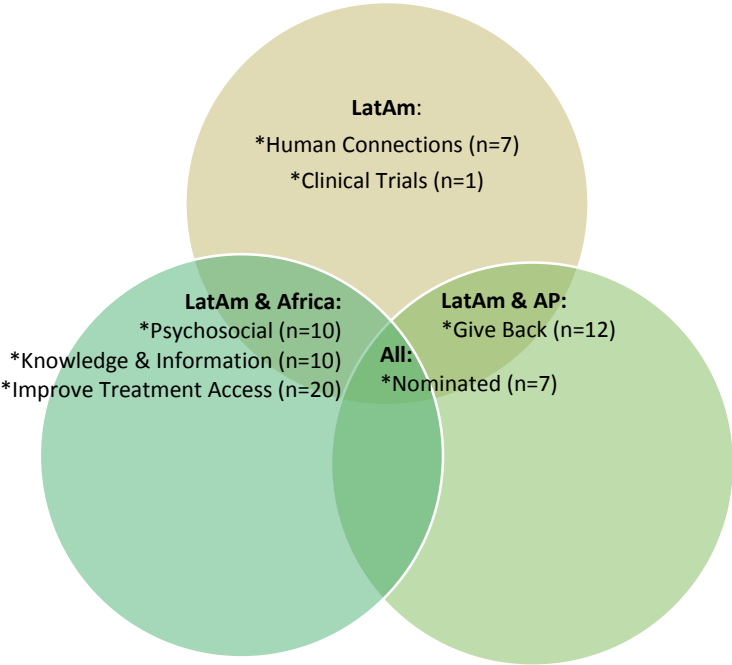 LatAm:
*Human Connections (n=7)
*Clinical Trials (n=1)
LatAm & Africa:
*Psychosocial (n=10)
*Knowledge & Information (n=10)
*Improve Treatment Access (n=20)
LatAm & AP:
*Give Back (n=12)
All:
*Nominated (n=7)